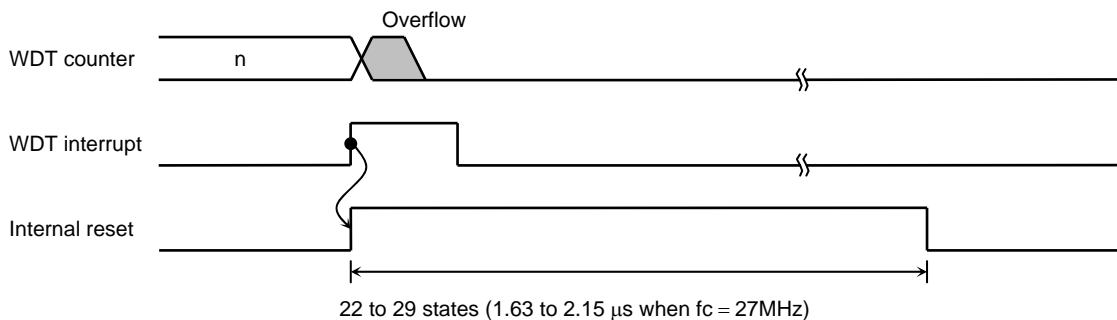 Overflow
WDT counter
n
WDT interrupt
Internal reset
22 to 29 states (1.63 to 2.15 μs when fc = 27MHz)